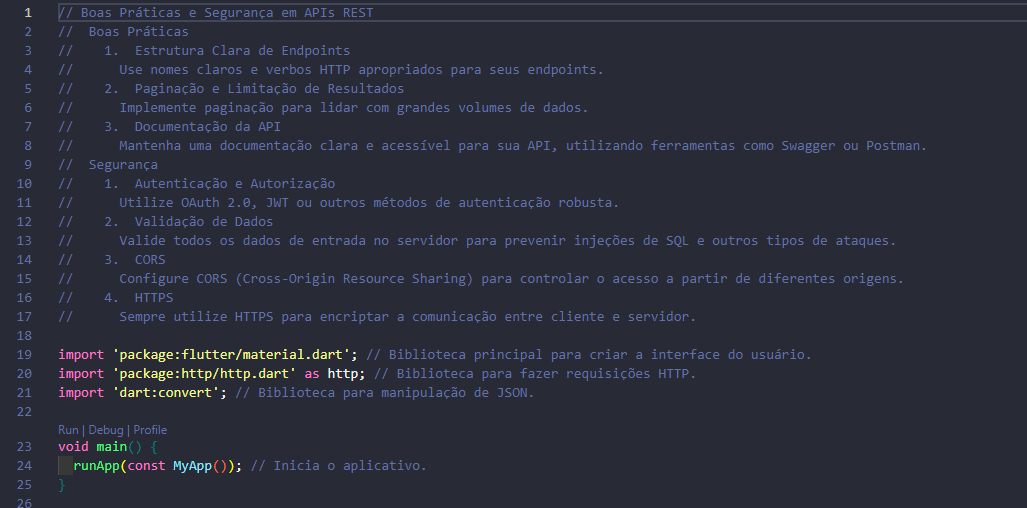 1 // Boas Práticas e Segurança em APIs REST
2 //  Boas Práticas
3 //    1.  Estrutura Clara de Endpoints
4 //      Use nomes claros e verbos HTTP apropriados para seus endpoints.
5 //    2.  Paginação e Limitação de Resultados
6 //      Implemente paginação para lidar com grandes volumes de dados.
7 //    3.  Documentação da API
8 //      Mantenha uma documentação clara e acessível para sua API, utilizando ferramentas como Swagger ou Postman.
9 //  Segurança
10 //    1.  Autenticação e Autorização
11 //      Utilize OAuth 2.0, JWT ou outros métodos de autenticação robusta.
12 //    2.  Validação de Dados
13 //      Valide todos os dados de entrada no servidor para prevenir injeções de SQL e outros tipos de ataques.
14 //    3.  CORS
15 //      Configure CORS (Cross-Origin Resource Sharing) para controlar o acesso a partir de diferentes origens.
16 //    4.  HTTPS
17 //      Sempre utilize HTTPS para encriptar a comunicação entre cliente e servidor.
18
19 import 'package:flutter/material.dart'; // Biblioteca principal para criar a interface do usuário.
20 import 'package:http/http.dart' as http; // Biblioteca para fazer requisições HTTP.
21 import 'dart:convert'; // Biblioteca para manipulação de JSON.
22
Run | Debug | Profile
23 void main() {
24   runApp(const MyApp()); // Inicia o aplicativo.
25 }
26